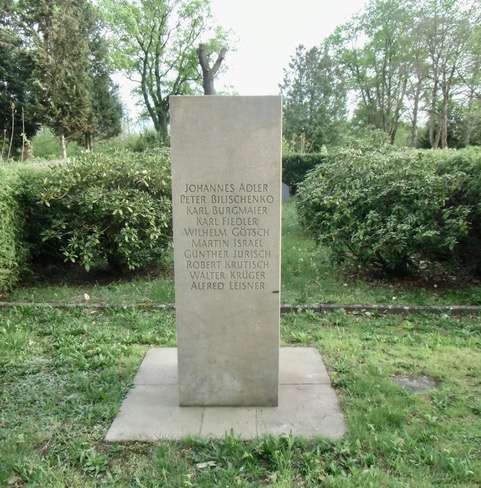 JOHANNES ADLER
PETER BILISCHENKO
KARL BURGMAIER
KARL FIEDLER
WILHELM GÖTSCH
MARTIN ISRAEL
GÜNTHER JURISCH
ROBERT KRUTISCH
WALTER KRÜGER
ALFRED LEISNER